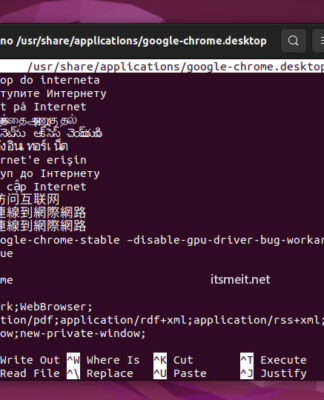 no /usr/share/applications/google-chrome.desktop
/usr/share/applications/google-chrome.desktop
op do interneta
тупите Интернету
t på Internet
rnet'e erişin
уп до Інтернету
cập Internet
访问互联网
連線到網際網路
連線到網際網路
ogle-chrome-stable -disable-gpu-driver-bug-workar
ue
me
itsmeit.net
rk;WebBrowser;
tion/pdf;application/rdf+xml;application/rss+xml;
ow;new-private-window;
Write Out ^W Where Is ^K Cut ^T Execute
Read File ^\ Replace ^U Paste ^J Justify